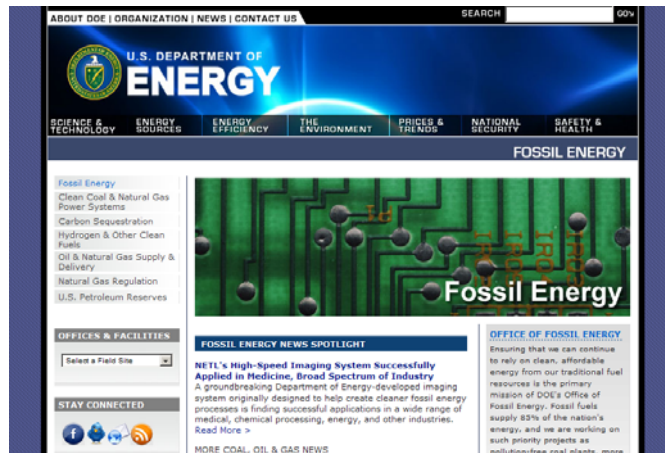 ABOUT DOE | ORGANIZATION | NEWS | CONTACT US
SEARCH
GO>
U.S. DEPARTMENT OF
ENERGY
SCIENCE & TECHNOLOGY
ENERGY SOURCES
ENERGY EFFICIENCY
THE ENVIRONMENT
PRICES & TRENDS
NATIONAL SECURITY
SAFETY & HEALTH
FOSSIL ENERGY
Fossil Energy
Clean Coal & Natural Gas
Power Systems
Carbon Sequestration
Hydrogen & Other Clean
Fuels
Oil & Natural Gas Supply &
Delivery
Natural Gas Regulation
U.S. Petroleum Reserves
Fossil Energy
OFFICES & FACILITIES
Select a Field Site
STAY CONNECTED
FOSSIL ENERGY NEWS SPOTLIGHT
NETL's High-Speed Imaging System Successfully
Applied in Medicine, Broad Spectrum of Industry
A groundbreaking Department of Energy-developed imaging
system originally designed to help create cleaner fossil energy
processes is finding successful applications in a wide range of
medical, chemical processing, energy, and other industries.
Read More >
MORE COAL, OIL & GAS NEWS
OFFICE OF FOSSIL ENERGY
Ensuring that we can continue
to rely on clean, affordable
energy from our traditional fuel
resources is the primary
mission of DOE's Office of
Fossil Energy. Fossil fuels
supply 85% of the nation's
energy, and we are working on
such priority projects as
pollution-free coal plants, more